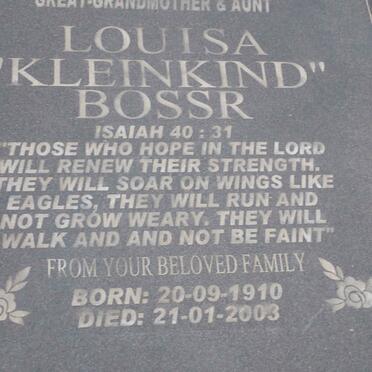 GREAT-GRANDMOTHER & AUNT
LOUISA
"KLEINKIND"
BOSSR
ISAIAH 40 : 31
"THOSE WHO HOPE IN THE LORD
WILL RENEW THEIR STRENGTH.
THEY WILL SOAR ON WINGS LIKE
EAGLES, THEY WILL RUN AND
NOT GROW WEARY. THEY WILL
WALK AND AND NOT BE FAINT"
FROM YOUR BELOVED FAMILY
BORN: 20-09-1910
DIED: 21-01-2003